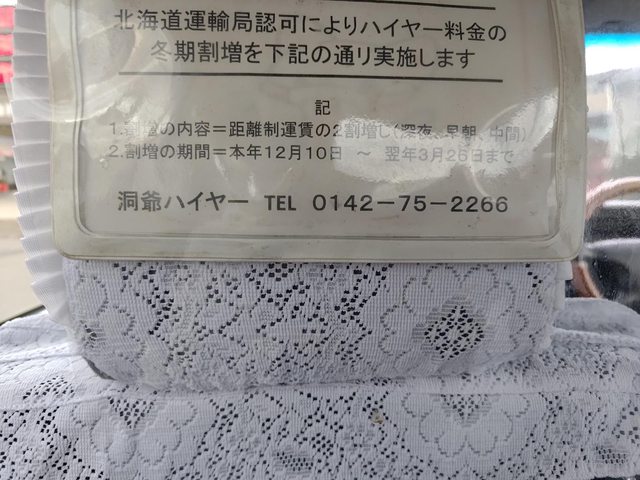 北海道運輸局認可によりハイヤー料金の
冬期割増を下記の通リ実施します
記
1.割増の内容=距離制運賃の2割増し(深夜、早朝、中間)
2.割増の期間=本年12月10日 ~ 翌年3月25日まで
洞爺ハイヤー TEL 0142-75-2266